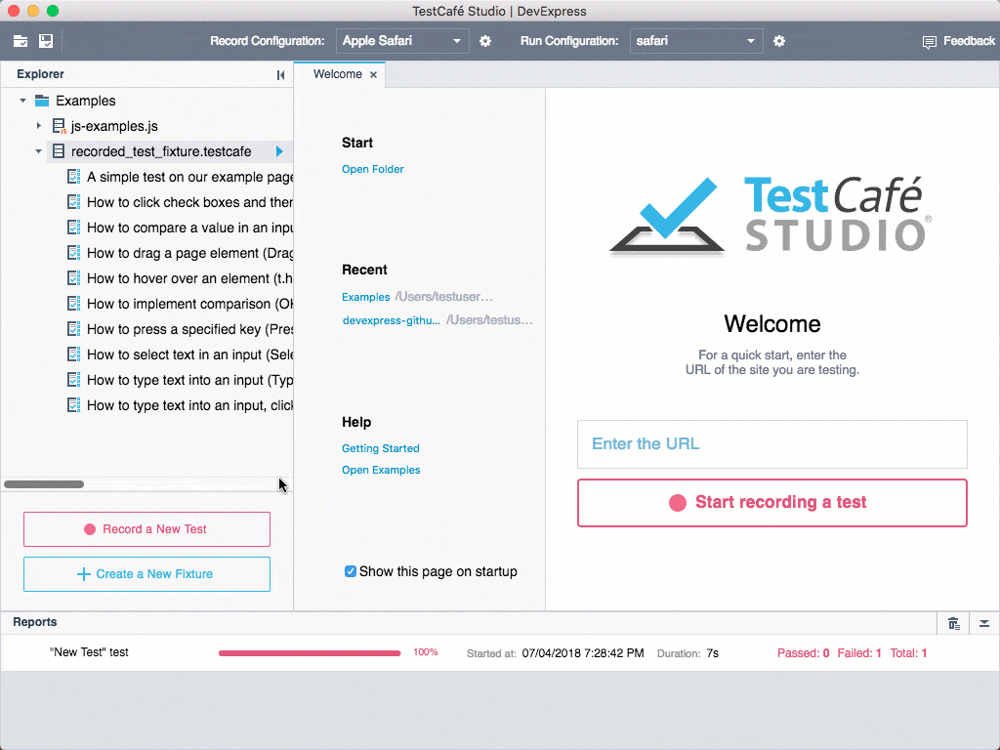 TestCafé Studio | DevExpress
Record Configuration: Apple Safari Run Configuration: safari Feedback
Explorer
Welcome ×
Examples
js-examples.js
recorded_test_fixture.testcafe
A simple test on our example page
How to click check boxes and then
How to compare a value in an inpu
How to drag a page element (Drag
How to hover over an element (t.h
How to implement comparison (OK
How to press a specified key (Pres
How to select text in an input (Sele
How to type text into an input (Typ
How to type text into an input, click
Record a New Test
Create a New Fixture
Start
Open Folder
Recent
Examples /Users/testuser…
devexpress-githu... /Users/testus…
Help
Getting Started
Open Examples
Show this page on startup
TestCafé
STUDIO®
Welcome
For a quick start, enter the
URL of the site you are testing.
Enter the URL
Start recording a test
Reports
"New Test" test 100% Started at: 07/04/2018 7:28:42 PM Duration: 7s Passed: 0 Failed: 1 Total: 1